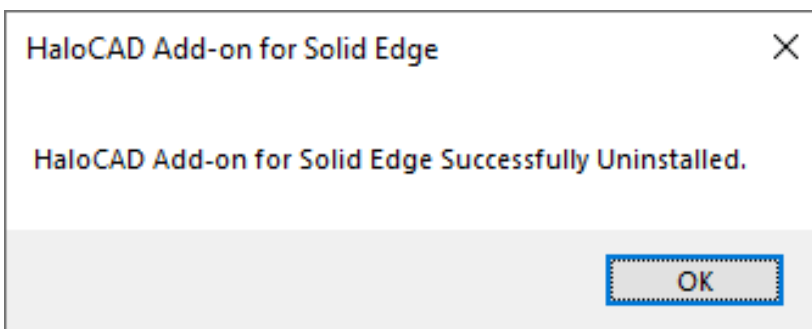 HaloCAD Add-on for Solid Edge
HaloCAD Add-on for Solid Edge Successfully Uninstalled.
OK